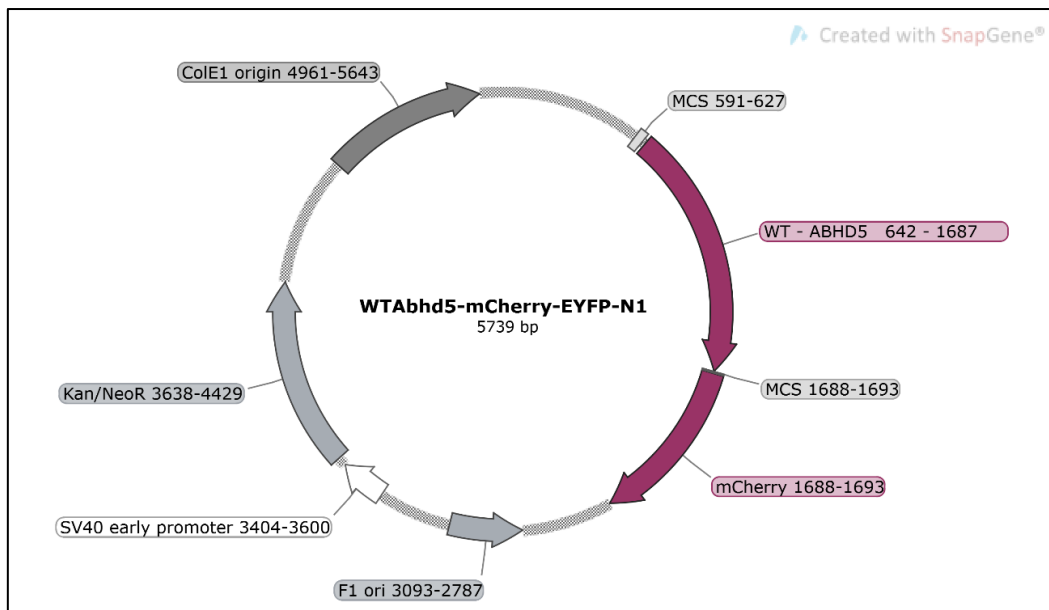 Created with SnapGene®
ColE1 origin 4961-5643
MCS 591-627
WT - ABHD5 642 - 1687
WTAbhd5-mCherry-EYFP-N1
5739 bp
Kan/NeoR 3638-4429
MCS 1688-1693
mCherry 1688-1693
SV40 early promoter 3404-3600
F1 ori 3093-2787